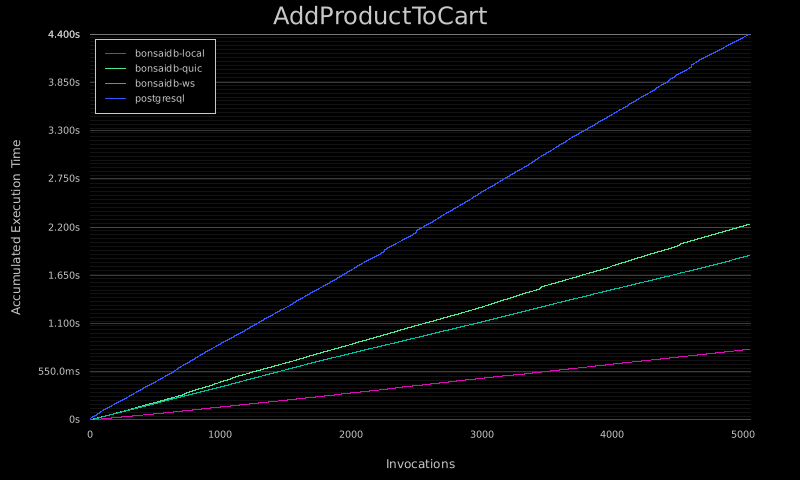 AddProductToCart
4.400s
bonsaidb-local
bonsaidb-quic
bonsaidb-ws
postgresql
3.850s
3.300s
2.750s
2.200s
1.650s
1.100s
550.0ms
0s
Accumulated Execution Time
0 1000 2000 3000 4000 5000
Invocations